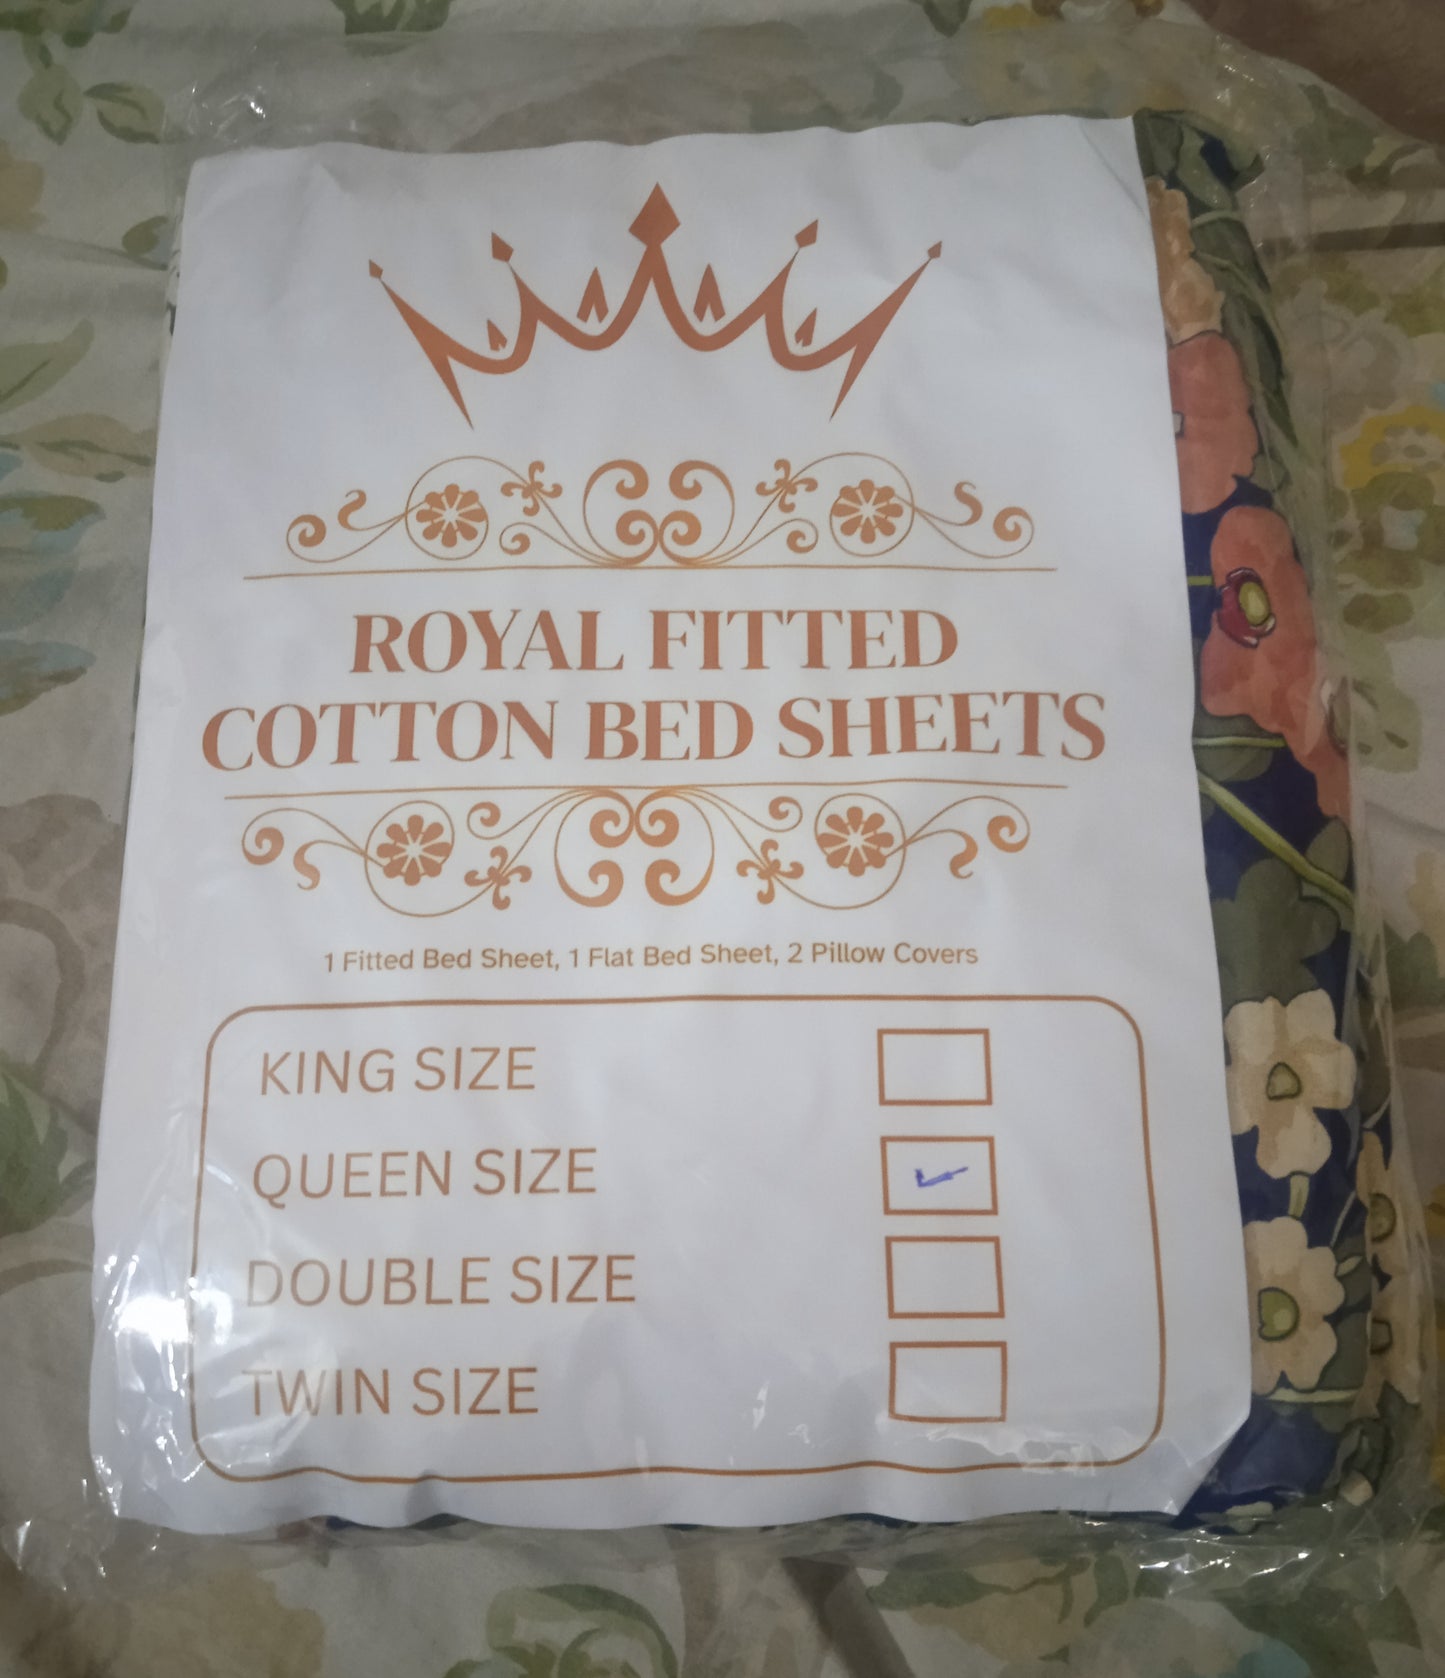 ROYAL FITTED
COTTON BED SHEETS
1 Fitted Bed Sheet, 1 Flat Bed Sheet, 2 Pillow Covers
KING SIZE
QUEEN SIZE
DOUBLE SIZE
TWIN SIZE